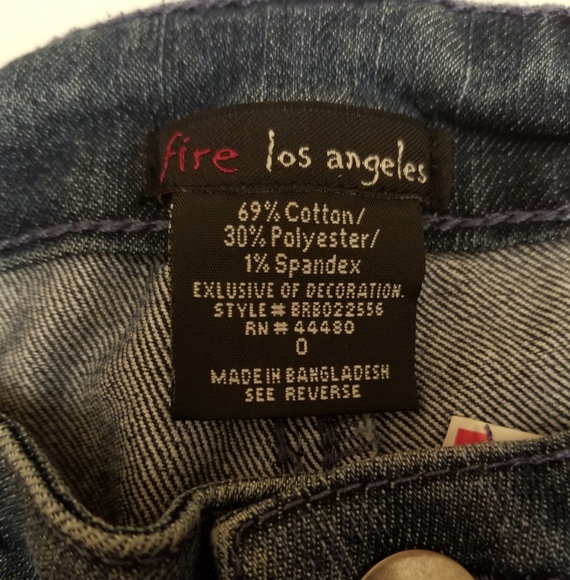 fire los angeles
69% Cotton/
30% Polyester/
1% Spandex
EXLUSIVE OF DECORATION.
STYLE # BRB022556
RN # 44480
0
MADE IN BANGLADESH
SEE REVERSE